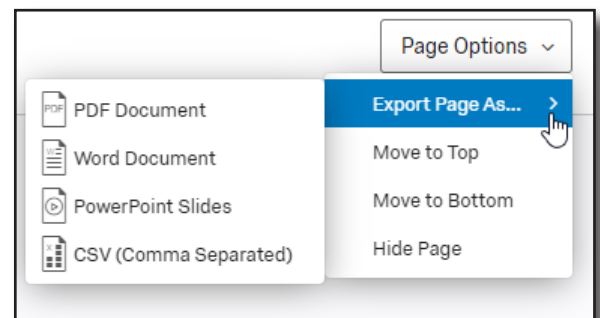 Page Options
Export Page As...
Move to Top
Move to Bottom
Hide Page
PDF PDF Document
W Word Document
PowerPoint Slides
X CSV (Comma Separated)